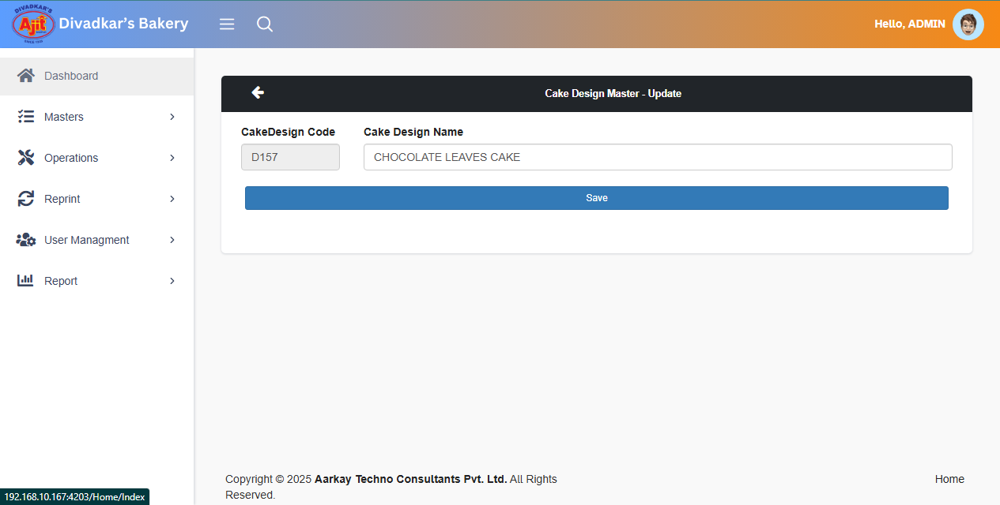 DIVADKAR'S
Ajit
SINCE 1920
Divadkar's Bakery
Hello, ADMIN
Dashboard
Masters
Operations
Reprint
User Managment
Report
Cake Design Master - Update
CakeDesign Code
Cake Design Name
D157
CHOCOLATE LEAVES CAKE
Save
Copyright © 2025 Aarkay Techno Consultants Pvt. Ltd. All Rights
Reserved.
Home
192.168.10.167:4203/Home/Index